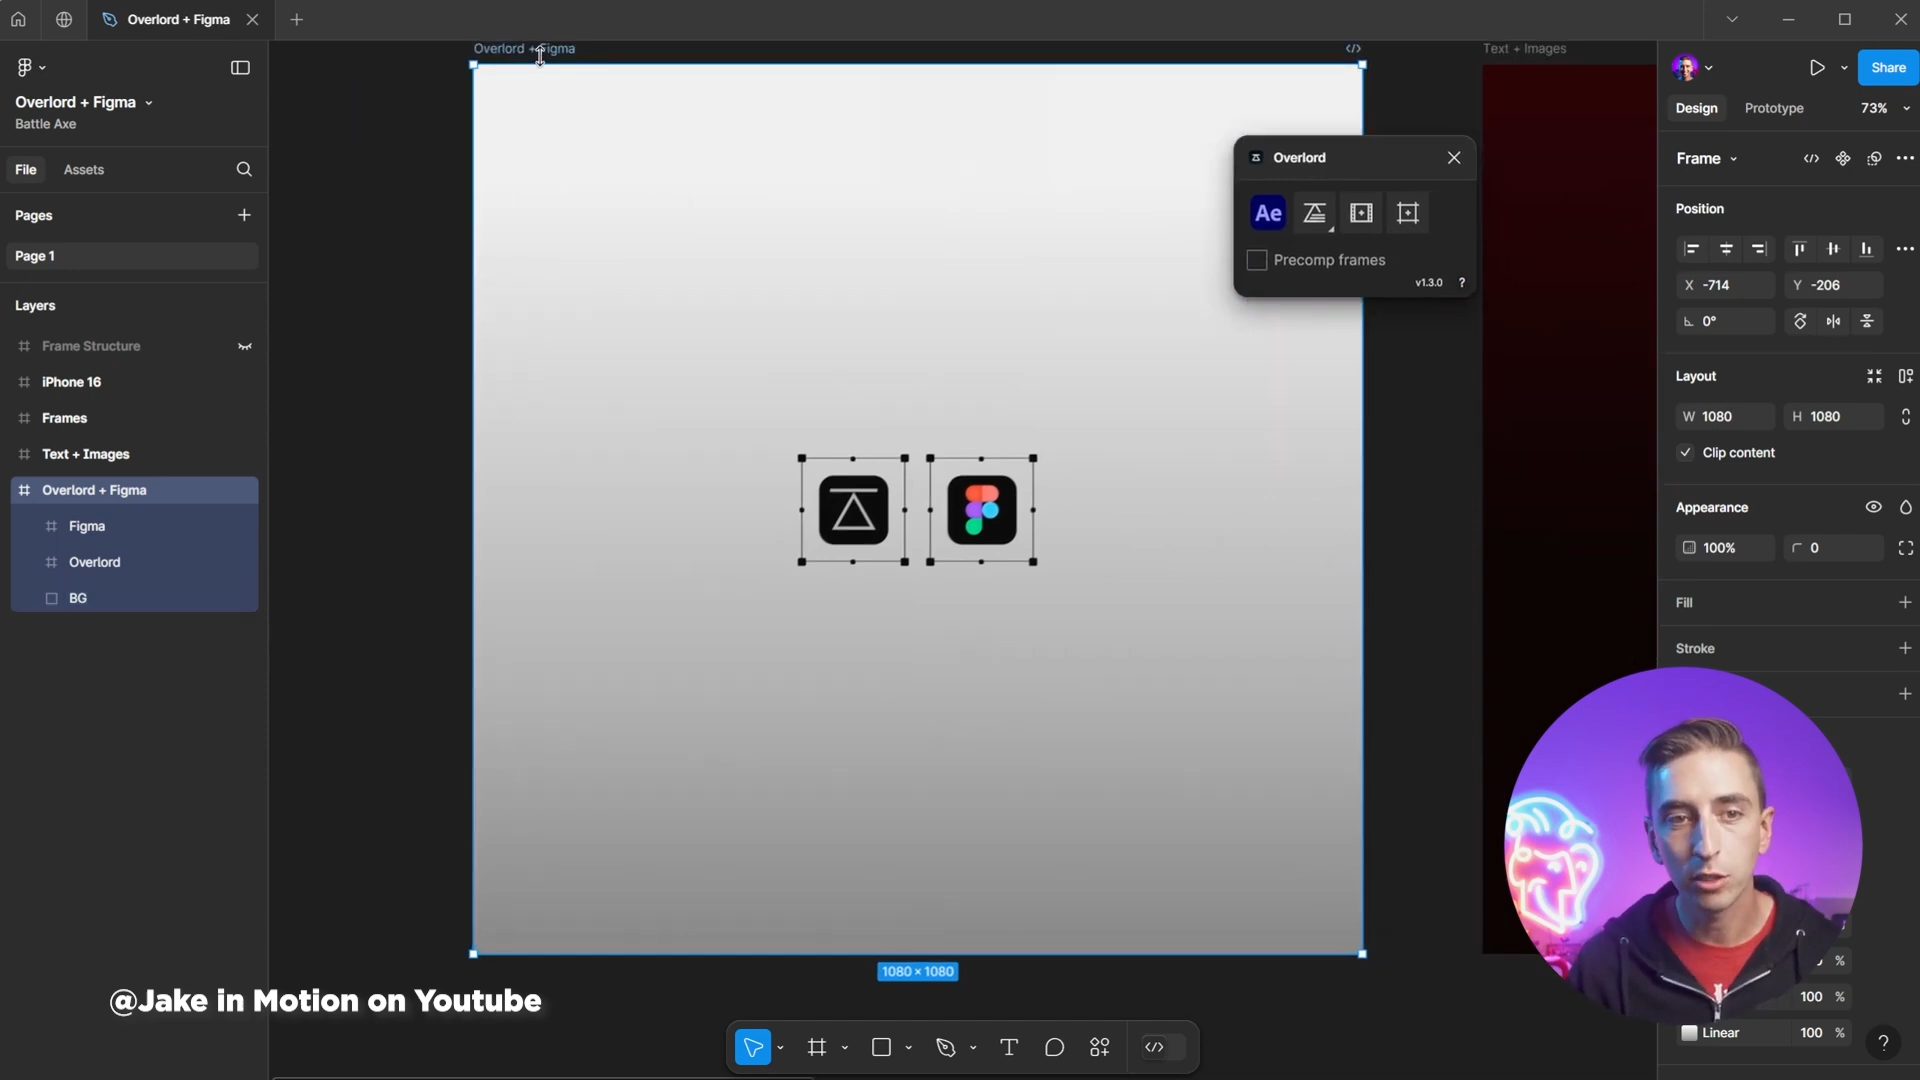 Overlord + Figma
Overlord + Figma
Battle Axe
File
Assets
Pages
Page 1
Layers
Frame Structure
iPhone 16
Frames
Text + Images
Overlord + Figma
Figma
Overlord
BG
@Jake in Motion on Youtube
Overlord + Figma
1080 × 1080
Overlord
Ae
Precomp frames
v1.3.0 ?
Text + Images
Share
Design
Prototype
73%
Frame
Position
X -714
Y -206
0°
Layout
W 1080
H 1080
Clip content
Appearance
100%
0
Fill
Stroke
%
100 %
Linear
100 %
?